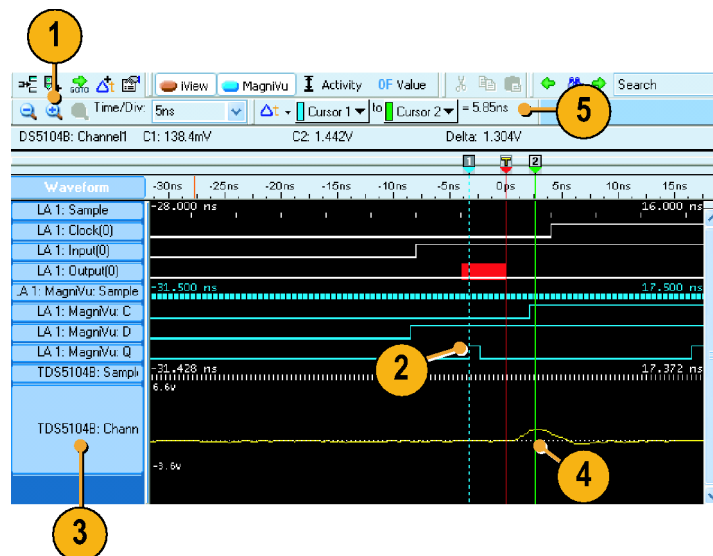 1
GOTO
iView
MagniVu
Activity
0F Value
Search
Time/Div:
5ns
Δt
Cursor 1
to
Cursor 2
= 5.85ns
5
DS5104B: Channel1 C1: 138.4mV C2: 1.442V Delta: 1.304V
1 T 2
Waveform
-30ns -25ns -20ns -15ns -10ns -5ns 0ps 5ns 10ns 15ns
LA 1: Sample
-28.000 ns 16.000 ns
LA 1: Clock(0)
LA 1: Input(0)
LA 1: Output(0)
.A 1: MagniVu: Sample
-31.500 ns 17.500 ns
LA 1: MagniVu: C
LA 1: MagniVu: D
LA 1: MagniVu: Q
2
TDS5104B: Sampl
-31.428 ns 17.372 ns
6.6v
TDS5104B: Chann
-3.6v
4
3